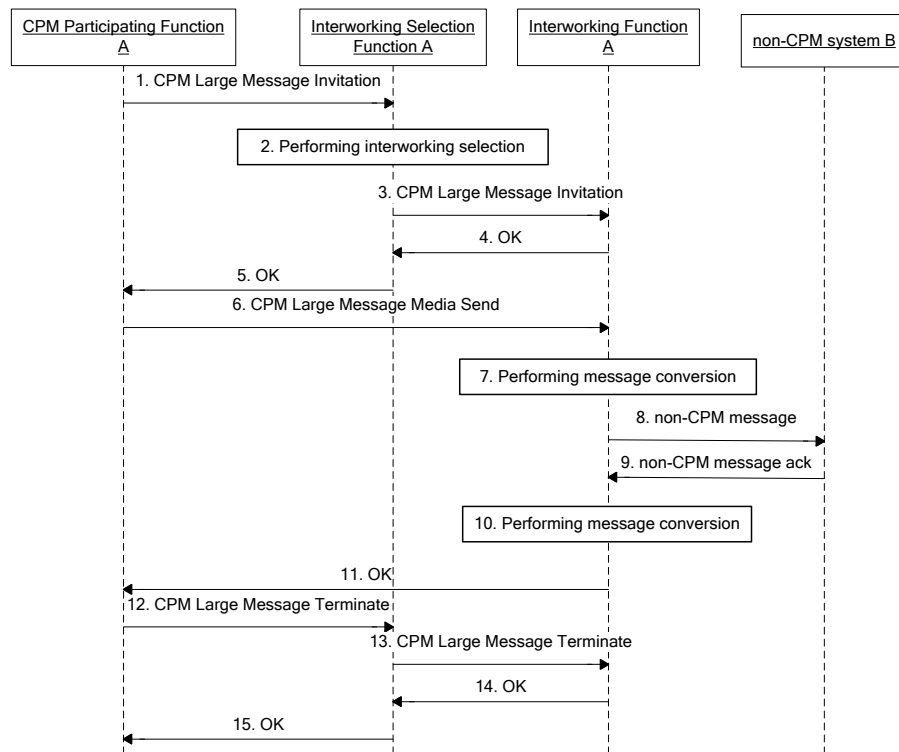 CPM Participating Function
A
Interworking Selection
Function A
Interworking Function
A
non-CPM system B
1. CPM Large Message Invitation
2. Performing interworking selection
3. CPM Large Message Invitation
4. OK
5. OK
6. CPM Large Message Media Send
7. Performing message conversion
8. non-CPM message
9. non-CPM message ack
10. Performing message conversion
11. OK
12. CPM Large Message Terminate
13. CPM Large Message Terminate
14. OK
15. OK